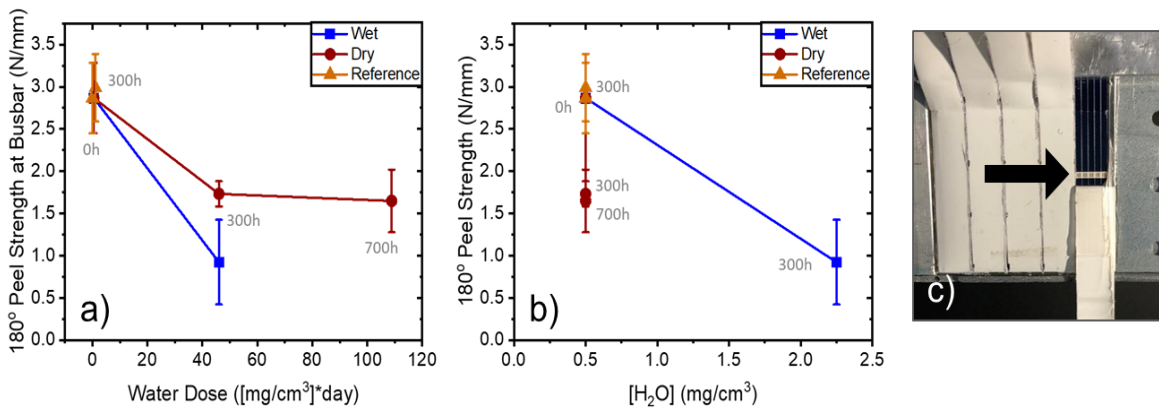 Wet
Dry
Reference
180° Peel Strength at Busbar (N/mm)
3.5
3.0
2.5
2.0
1.5
1.0
0.5
0.0
300h
0h
300h
700h
a)
0 20 40 60 80 100 120
Water Dose ([mg/cm³]*day)
Wet
Dry
Reference
180° Peel Strength (N/mm)
3.5
3.0
2.5
2.0
1.5
1.0
0.5
0.0
300h
0h
300h
700h
300h
b)
0.0 0.5 1.0 1.5 2.0 2.5
[H₂O] (mg/cm³)
c)